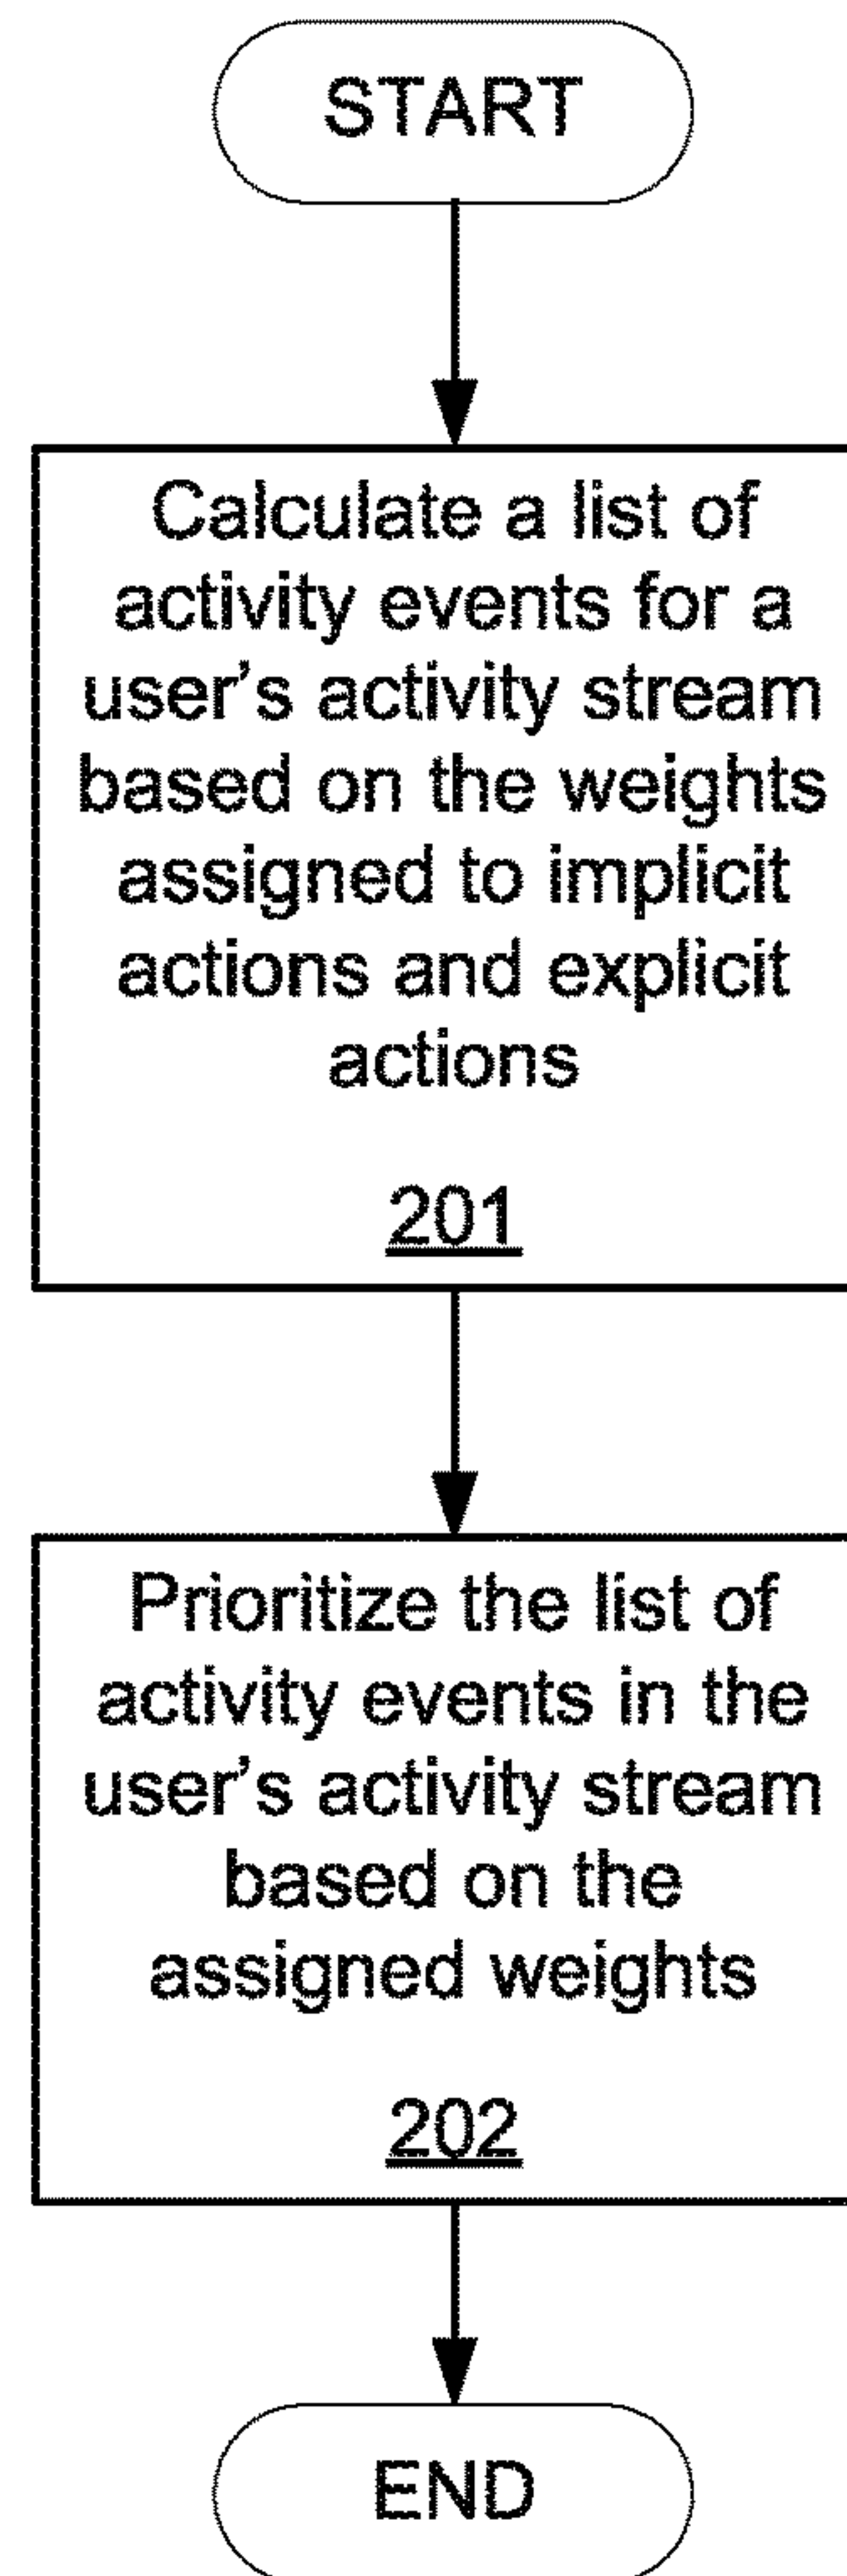 START
Calculate a list of
activity events for a
user's activity stream
based on the weights
assigned to implicit
actions and explicit
actions
201
Prioritize the list of
activity events in the
user's activity stream
based on the
assigned weights
202
END